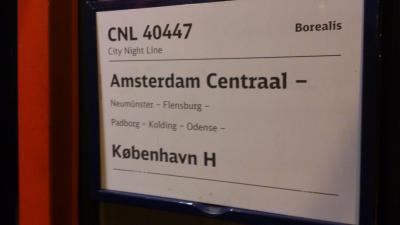 CNL 40447 Borealis
City Night Line
Amsterdam Centraal –
Neumünster – Flensburg –
Padborg – Kolding – Odense –
København H